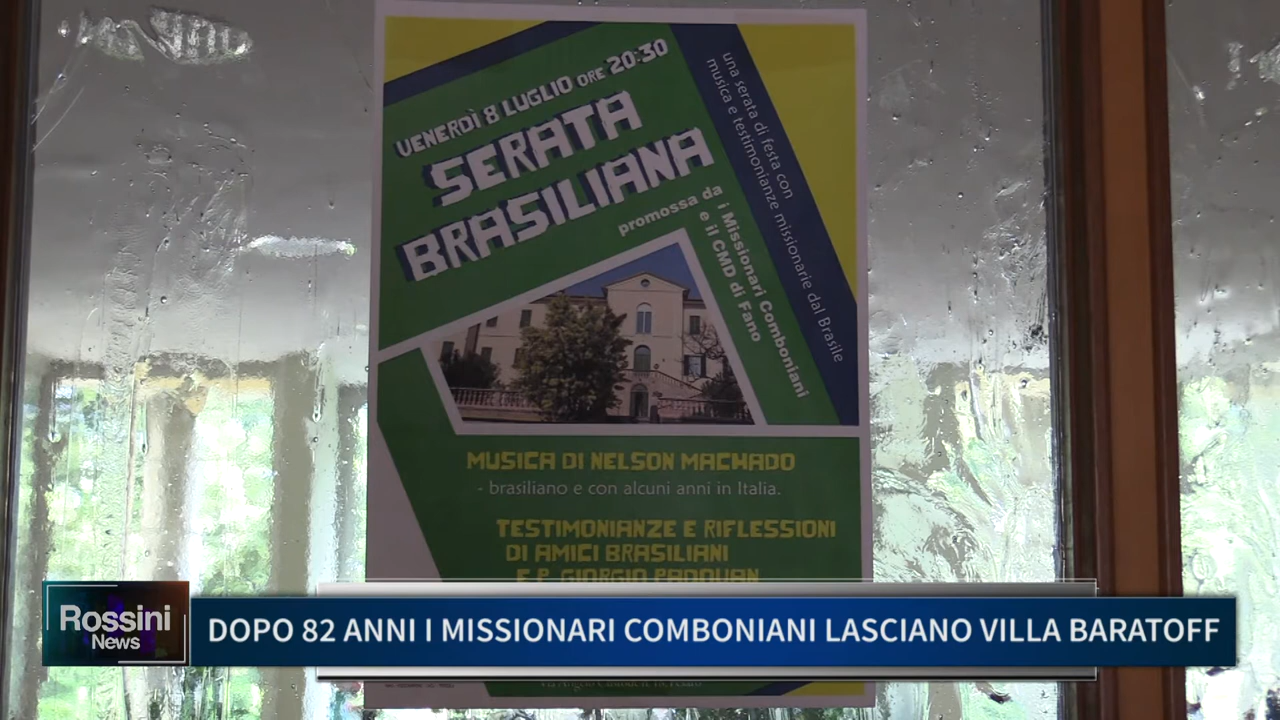 VENERDÌ 8 LUGLIO ORE 20:30
SERATA
BRASILIANA
promossa da
i Missionari Comboniani
e il CMD di Fano
una serata di festa con
musica e testimonianze missionarie dal Brasile
MUSICA DI NELSON MACHADO
- brasiliano e con alcuni anni in Italia.
TESTIMONIANZE E RIFLESSIONI
DI AMICI BRASILIANI
E P. GIORGIO PADOVAN
Rossini
News
DOPO 82 ANNI I MISSIONARI COMBONIANI LASCIANO VILLA BARATOFF